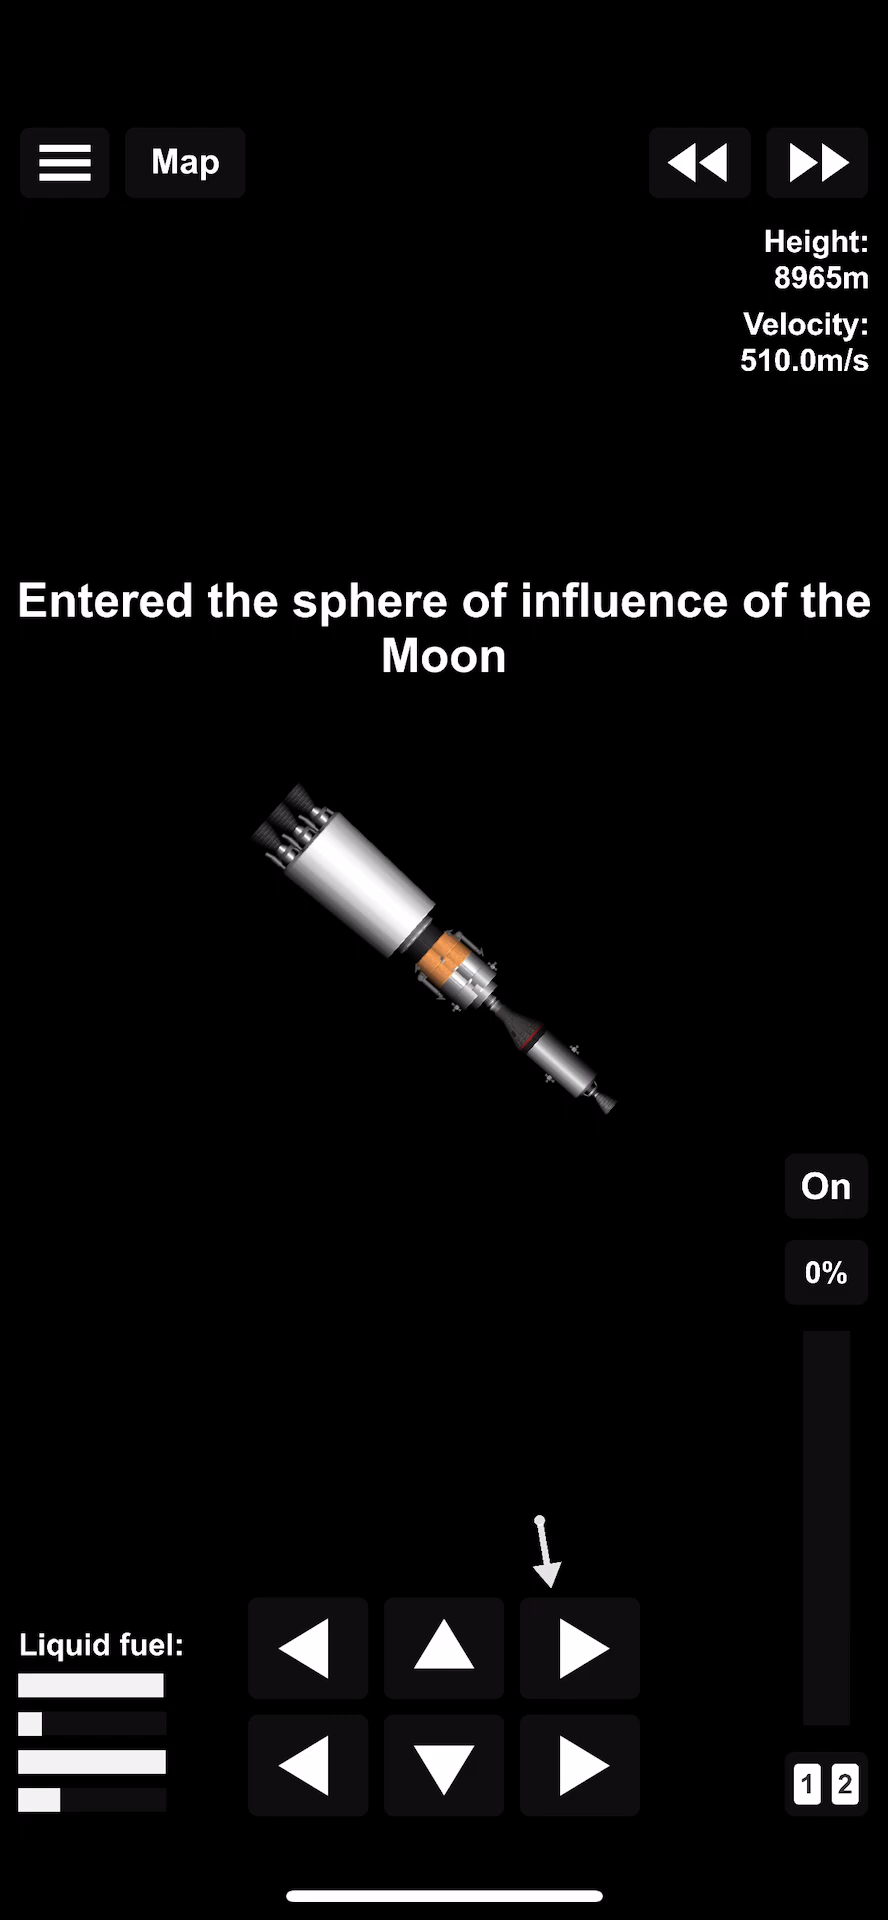 Map
Height:
8965m
Velocity:
510.0m/s
Entered the sphere of influence of the
Moon
On
0%
Liquid fuel:
1 2